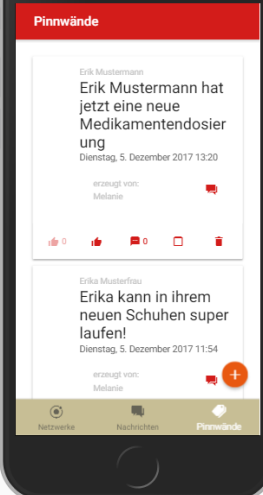 Pinnwände
Erik Mustermann
Erik Mustermann hat
jetzt eine neue
Medikamentendosier
ung
Dienstag, 5. Dezember 2017 13:20
erzeugt von:
Melanie
0
0
Erika Musterfrau
Erika kann in ihrem
neuen Schuhen super
laufen!
Dienstag, 5. Dezember 2017 11:54
erzeugt von:
Melanie
Netzwerke
Nachrichten
Pinnwände